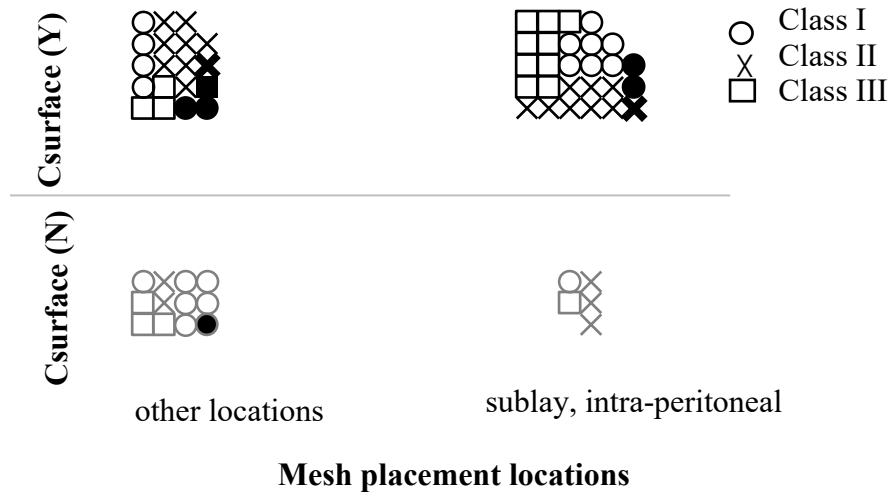 Csurface (Y)
Class I
Class II
Class III
Csurface (N)
other locations
sublay, intra-peritoneal
Mesh placement locations